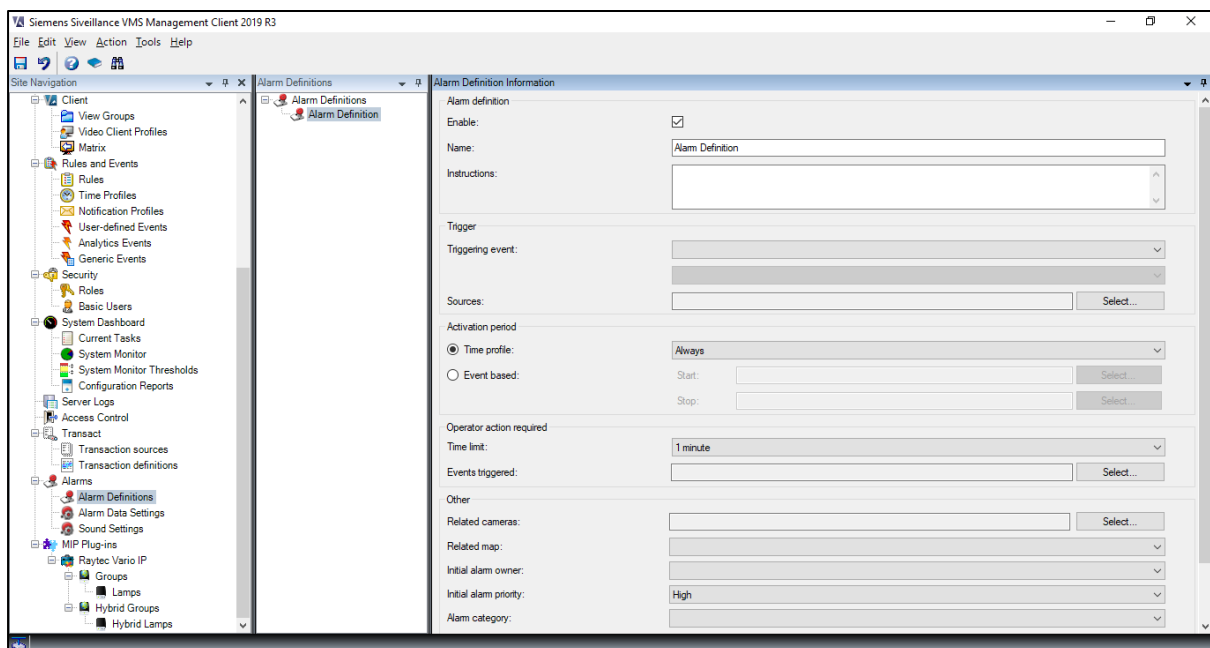 Siemens Siveillance VMS Management Client 2019 R3
File Edit View Action Tools Help
Site Navigation
Client
View Groups
Video Client Profiles
Matrix
Rules and Events
Rules
Time Profiles
Notification Profiles
User-defined Events
Analytics Events
Generic Events
Security
Roles
Basic Users
System Dashboard
Current Tasks
System Monitor
System Monitor Thresholds
Configuration Reports
Server Logs
Access Control
Transact
Transaction sources
Transaction definitions
Alarms
Alarm Definitions
Alarm Data Settings
Sound Settings
MIP Plug-ins
Raytec Vario IP
Groups
Lamps
Hybrid Groups
Hybrid Lamps
Alarm Definitions
Alarm Definitions
Alarm Definition
Alarm Definition Information
Alarm definition
Enable:
Name: Alarm Definition
Instructions:
Trigger
Triggering event:
Sources: Select...
Activation period
Time profile: Always
Event based: Start: Select...
Stop: Select...
Operator action required
Time limit: 1 minute
Events triggered: Select...
Other
Related cameras: Select...
Related map:
Initial alarm owner:
Initial alarm priority: High
Alarm category: